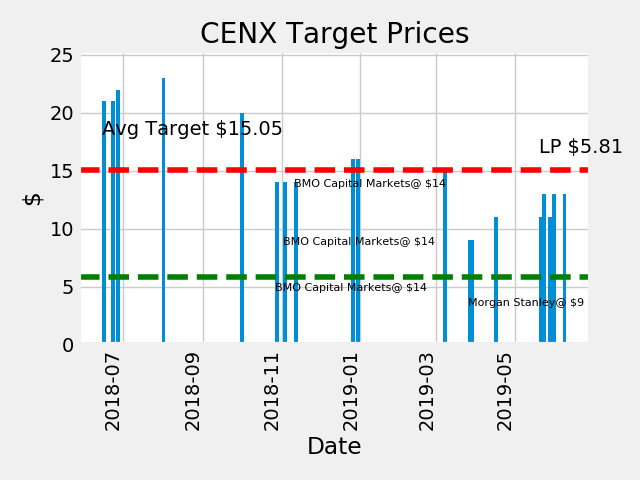 CENX Target Prices
25
20
15
10
5
0
$
Avg Target $15.05
LP $5.81
BMO Capital Markets@ $14
BMO Capital Markets@ $14
BMO Capital Markets@ $14
Morgan Stanley@ $9
2018-07
2018-09
2018-11
2019-01
2019-03
2019-05
Date